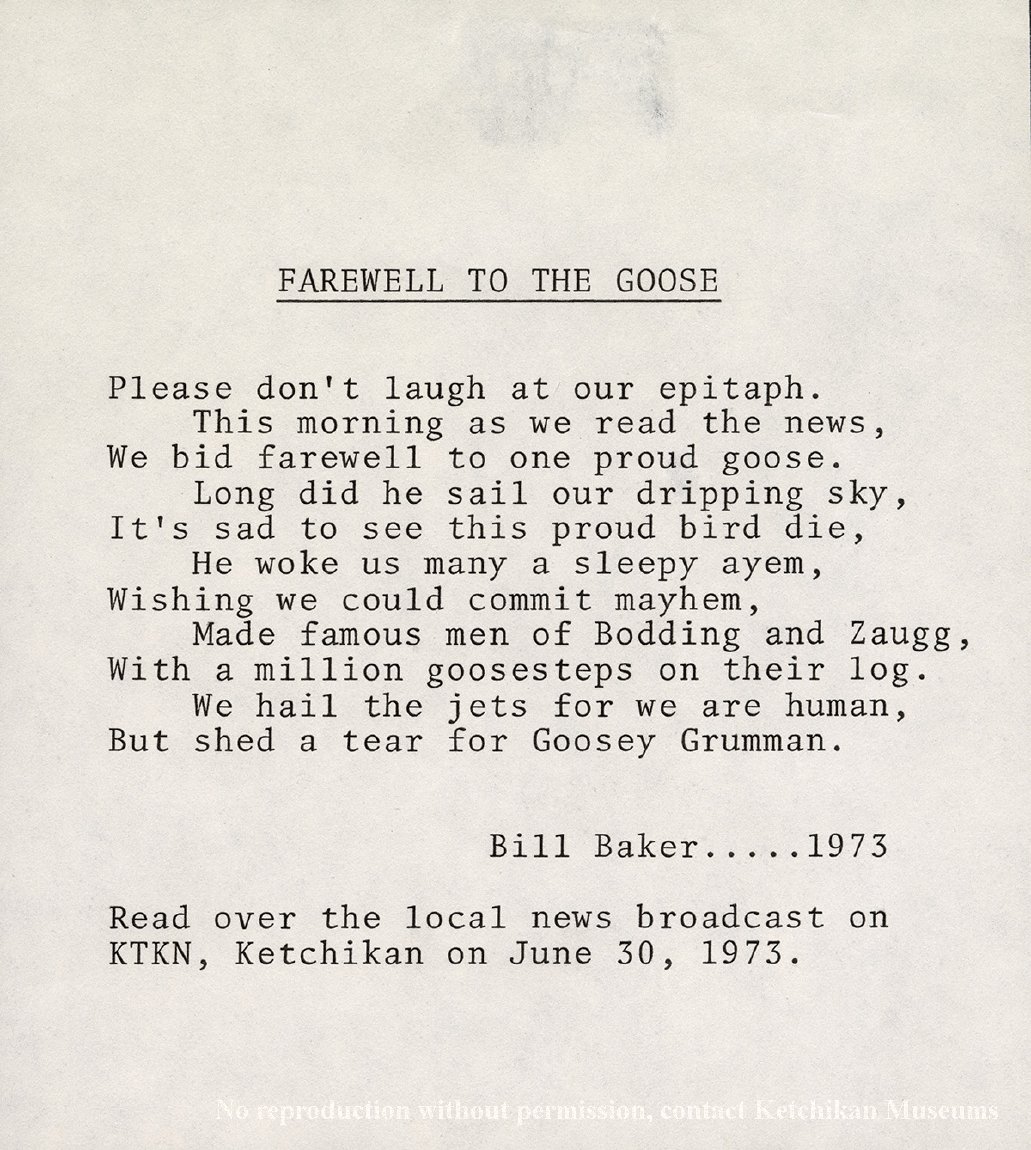 FAREWELL TO THE GOOSE
Please don't laugh at our epitaph.
This morning as we read the news,
We bid farewell to one proud goose.
Long did he sail our dripping sky,
It's sad to see this proud bird die,
He woke us many a sleepy ayem,
Wishing we could commit mayhem,
Made famous men of Bodding and Zaugg,
With a million goosesteps on their log.
We hail the jets for we are human,
But shed a tear for Goosey Grumman.
Bill Baker.....1973
Read over the local news broadcast on
KTKN, Ketchikan on June 30, 1973.
No reproduction without permission, contact Ketchikan Museums